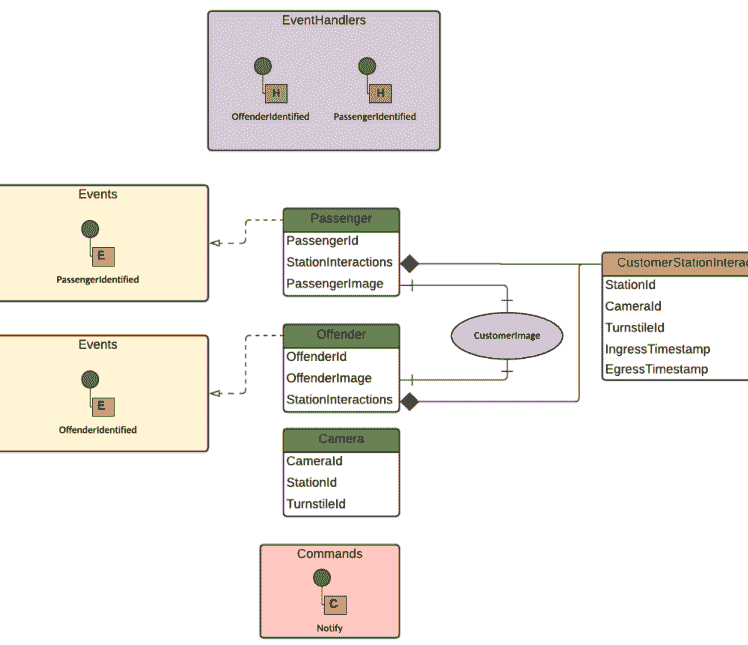 EventHandlers
H
H
OffenderIdentified
PassengerIdentified
Events
E
PassengerIdentified
Passenger
PassengerId
StationInteractions
PassengerImage
CustomerStationInterac
StationId
CameraId
TurnstileId
IngressTimestamp
EgressTimestamp
CustomerImage
Events
E
OffenderIdentified
Offender
OffenderId
OffenderImage
StationInteractions
Camera
CameraId
StationId
TurnstileId
Commands
C
Notify